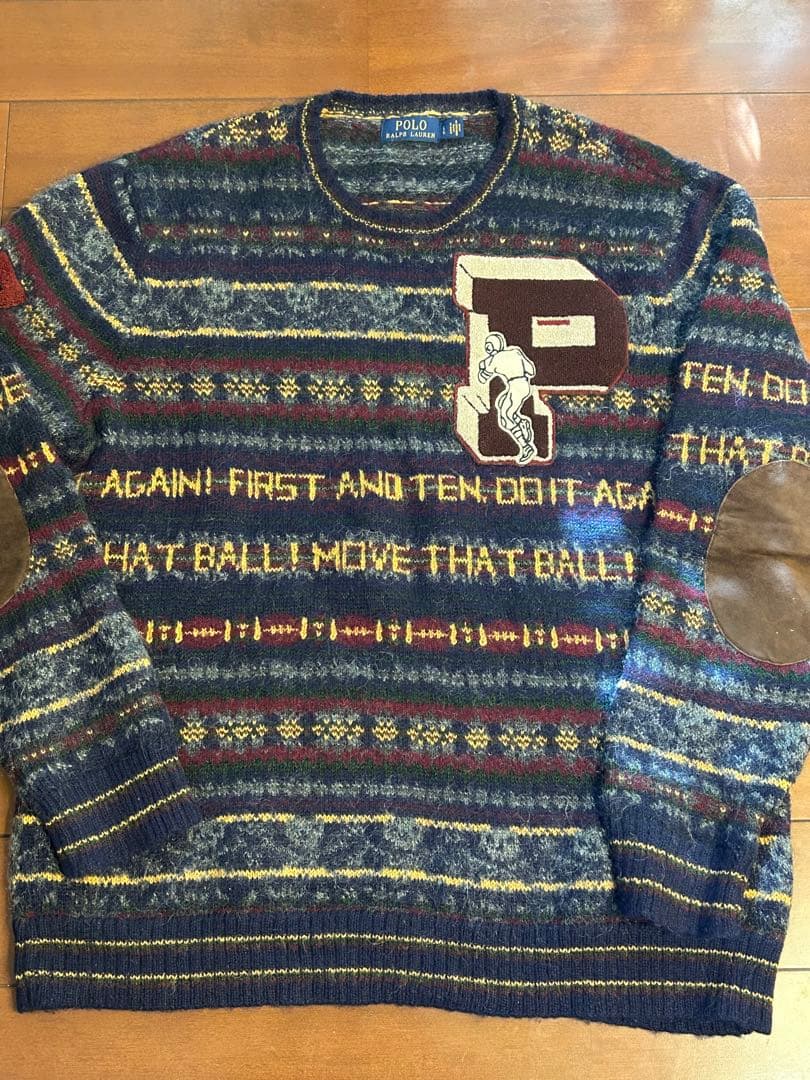 POLO
RALPH LAUREN
L
P
AGAIN! FIRST AND TEN, DO IT AGA
HAT BALL! MOVE THAT BALL!
TEN, DO
THAT